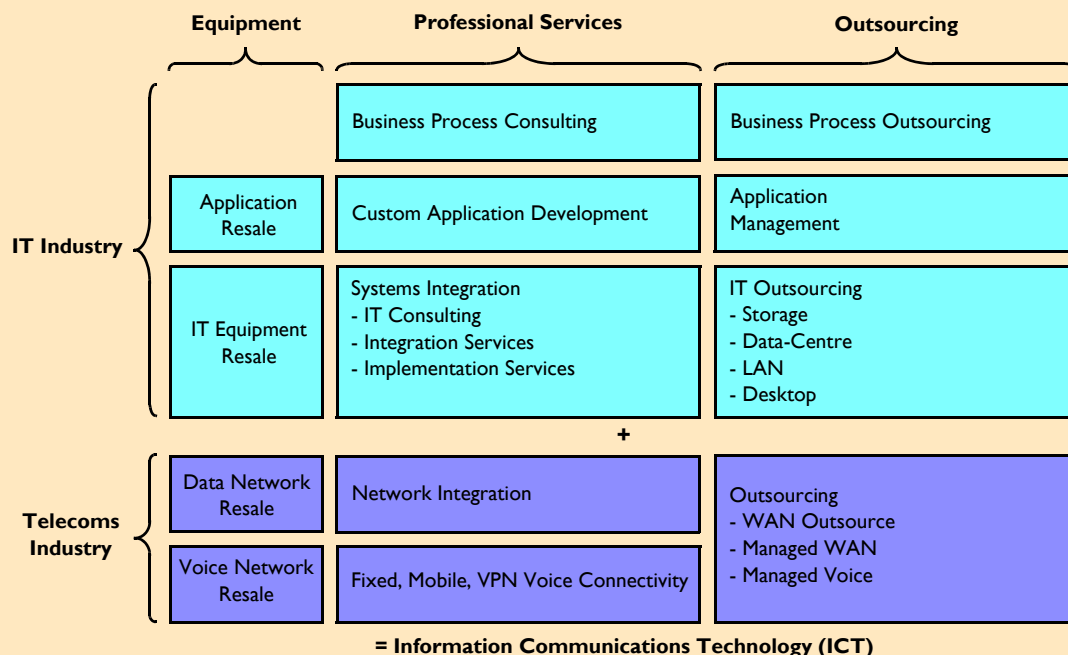 Equipment
Professional Services
Outsourcing
IT Industry
Business Process Consulting
Business Process Outsourcing
Application
Resale
Custom Application Development
Application
Management
IT Equipment
Resale
Systems Integration
- IT Consulting
- Integration Services
- Implementation Services
IT Outsourcing
- Storage
- Data-Centre
- LAN
- Desktop
+
Telecoms
Industry
Data Network
Resale
Network Integration
Outsourcing
- WAN Outsource
- Managed WAN
- Managed Voice
Voice Network
Resale
Fixed, Mobile, VPN Voice Connectivity
= Information Communications Technology (ICT)